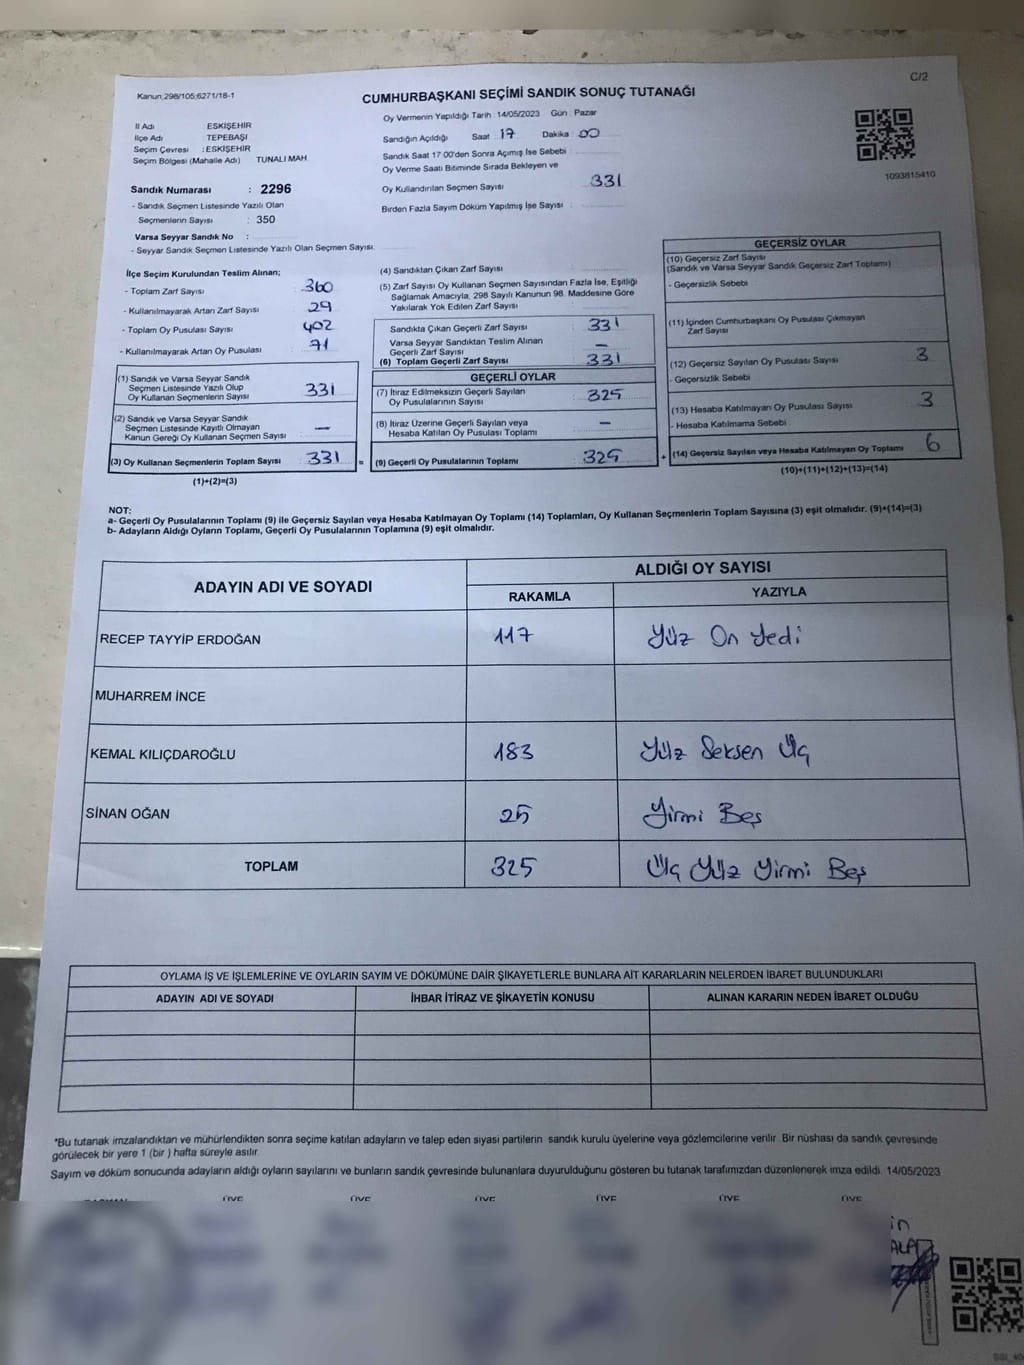 C/2
Kanun;298/105;6271/18-1
CUMHURBAŞKANI SEÇİMİ SANDIK SONUÇ TUTANAĞI
İl Adı : ESKİŞEHİR
İlçe Adı : TEPEBAŞI
Seçim Çevresi : ESKİŞEHİR
Seçim Bölgesi (Mahalle Adı) TUNALI MAH.
Sandık Numarası : 2296
- Sandık Seçmen Listesinde Yazılı Olan
Seçmenlerin Sayısı : 350
Varsa Seyyar Sandık No :
- Seyyar Sandık Seçmen Listesinde Yazılı Olan Seçmen Sayısı:
Oy Vermenin Yapıldığı Tarih 14/05/2023 Gün : Pazar
Sandığın Açıldığı Saat : 17 Dakika : 00
Sandık Saat 17:00'den Sonra Açımış İse Sebebi :
Oy Verme Saati Bitiminde Sırada Bekleyen ve
Oy Kullandırılan Seçmen Sayısı : 331
Birden Fazla Sayım Döküm Yapılmış İse Sayısı :
1093815410
İlçe Seçim Kurulundan Teslim Alınan;
- Toplam Zarf Sayısı : 360
- Kullanılmayarak Artan Zarf Sayısı : 29
- Toplam Oy Pusulası Sayısı : 402
- Kullanılmayarak Artan Oy Pusulası : 71
(1) Sandık ve Varsa Seyyar Sandık
Seçmen Listesinde Yazılı Olup
Oy Kullanan Seçmenlerin Sayısı : 331
(2) Sandık ve Varsa Seyyar Sandık
Seçmen Listesinde Kayıtlı Olmayan
Kanun Gereği Oy Kullanan Seçmen Sayısı : —
(3) Oy Kullanan Seçmenlerin Toplam Sayısı : 331
(1)+(2)=(3)
(4) Sandıktan Çıkan Zarf Sayısı :
(5) Zarf Sayısı Oy Kullanan Seçmen Sayısından Fazla İse, Eşitliği
Sağlamak Amacıyla; 298 Sayılı Kanunun 98. Maddesine Göre
Yakılarak Yok Edilen Zarf Sayısı :
Sandıkta Çıkan Geçerli Zarf Sayısı : 331
Varsa Seyyar Sandıktan Teslim Alınan
Geçerli Zarf Sayısı : —
(6) Toplam Geçerli Zarf Sayısı : 331
GEÇERLİ OYLAR
(7) İtiraz Edilmeksizin Geçerli Sayılan
Oy Pusulalarının Sayısı : 325
(8) İtiraz Üzerine Geçerli Sayılan veya
Hesaba Katılan Oy Pusulası Toplamı : —
= (9) Geçerli Oy Pusulalarının Toplamı : 325
GEÇERSİZ OYLAR
(10) Geçersiz Zarf Sayısı
(Sandık ve Varsa Seyyar Sandık Geçersiz Zarf Toplamı)
- Geçersizlik Sebebi
(11) İçinden Cumhurbaşkanı Oy Pusulası Çıkmayan
Zarf Sayısı
(12) Geçersiz Sayılan Oy Pusulası Sayısı : 3
- Geçersizlik Sebebi
(13) Hesaba Katılmayan Oy Pusulası Sayısı : 3
- Hesaba Katılmama Sebebi
+ (14) Geçersiz Sayılan veya Hesaba Katılmayan Oy Toplamı : 6
(10)+(11)+(12)+(13)=(14)
NOT:
a- Geçerli Oy Pusulalarının Toplamı (9) ile Geçersiz Sayılan veya Hesaba Katılmayan Oy Toplamı (14) Toplamları, Oy Kullanan Seçmenlerin Toplam Sayısına (3) eşit olmalıdır. (9)+(14)=(3)
b- Adayların Aldığı Oyların Toplamı, Geçerli Oy Pusulalarının Toplamına (9) eşit olmalıdır.
ADAYIN ADI VE SOYADI
ALDIĞI OY SAYISI
RAKAMLA YAZIYLA
RECEP TAYYİP ERDOĞAN 117 Yüz On Yedi
MUHARREM İNCE
KEMAL KILIÇDAROĞLU 183 Yüz Seksen Üç
SİNAN OĞAN 25 Yirmi Beş
TOPLAM 325 Üç Yüz Yirmi Beş
OYLAMA İŞ VE İŞLEMLERİNE VE OYLARIN SAYIM VE DÖKÜMÜNE DAİR ŞİKAYETLERLE BUNLARA AİT KARARLARIN NELERDEN İBARET BULUNDUKLARI
ADAYIN ADI VE SOYADI İHBAR İTİRAZ VE ŞİKAYETİN KONUSU ALINAN KARARIN NEDEN İBARET OLDUĞU
*Bu tutanak imzalandıktan ve mühürlendikten sonra seçime katılan adayların ve talep eden siyasi partilerin sandık kurulu üyelerine veya gözlemcilerine verilir. Bir nüshası da sandık çevresinde
görülecek bir yere 1 (bir ) hafta süreyle asılır.
Sayım ve döküm sonucunda adayların aldığı oyların sayılarını ve bunların sandık çevresinde bulunanlara duyurulduğunu gösteren bu tutanak tarafımızdan düzenlenerek imza edildi. 14/05/2023
ÜYE ÜYE ÜYE ÜYE ÜYE ÜYE